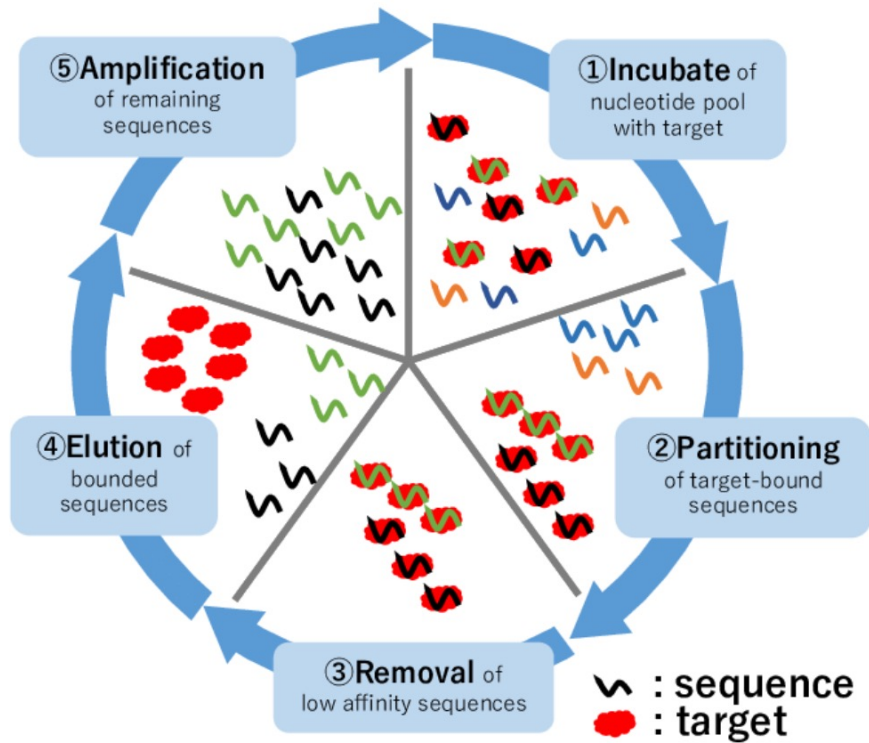 ①Incubate of
nucleotide pool
with target
②Partitioning
of target-bound
sequences
③Removal of
low affinity sequences
④Elution of
bounded
sequences
⑤Amplification
of remaining
sequences
: sequence
: target